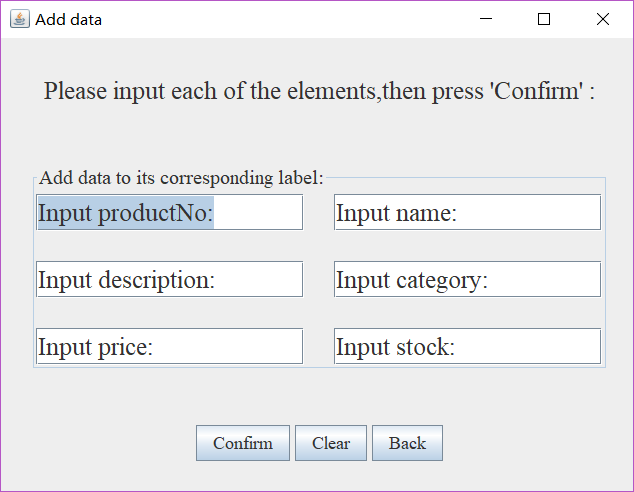 Add data
Please input each of the elements,then press 'Confirm' :
Add data to its corresponding label:
Input productNo:
Input name:
Input description:
Input category:
Input price:
Input stock:
Confirm
Clear
Back